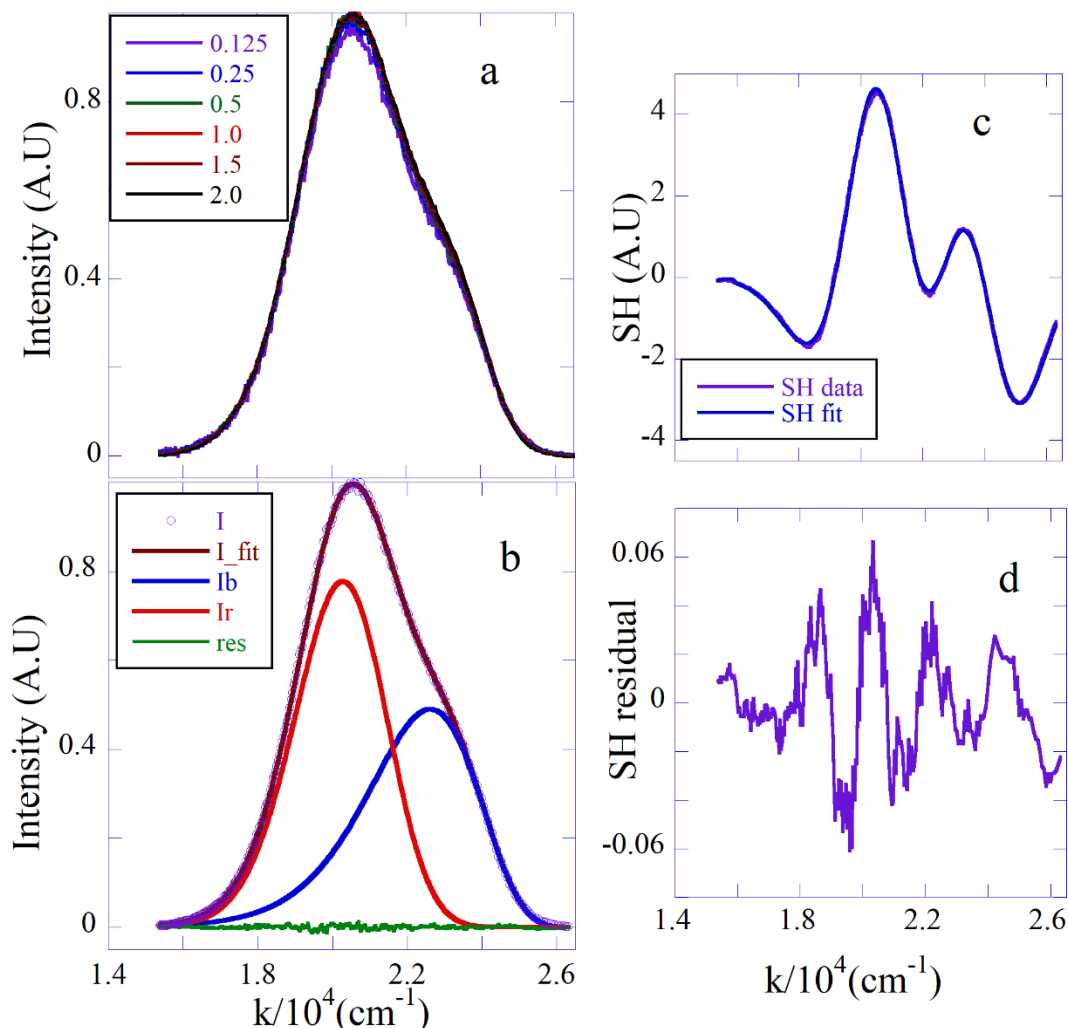 a
0.125
0.25
0.5
1.0
1.5
2.0
0.8
0.4
0
Intensity (A.U)
b
I
I_fit
Ib
Ir
res
0.8
0.4
0
Intensity (A.U)
1.4 1.8 2.2 2.6
k/10⁴(cm⁻¹)
c
4
2
0
-2
-4
SH (A.U)
SH data
SH fit
d
0.06
0
-0.06
SH residual
1.4 1.8 2.2 2.6
k/10⁴(cm⁻¹)